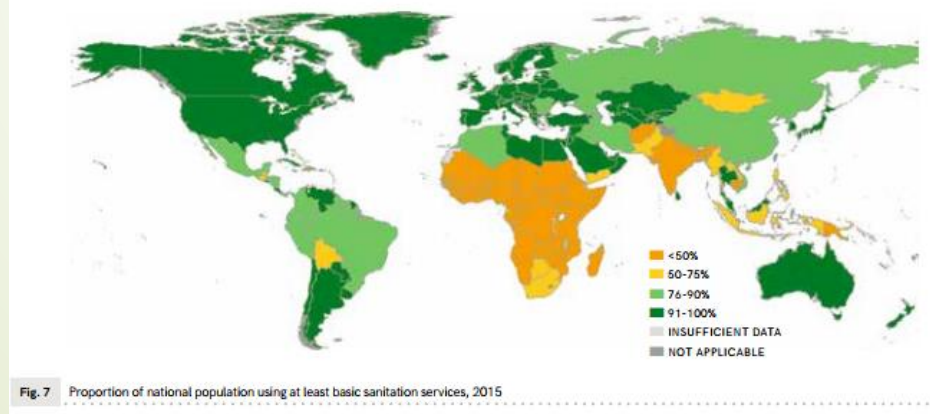 <50%
50-75%
76-90%
91-100%
INSUFFICIENT DATA
NOT APPLICABLE
Fig. 7 Proportion of national population using at least basic sanitation services, 2015